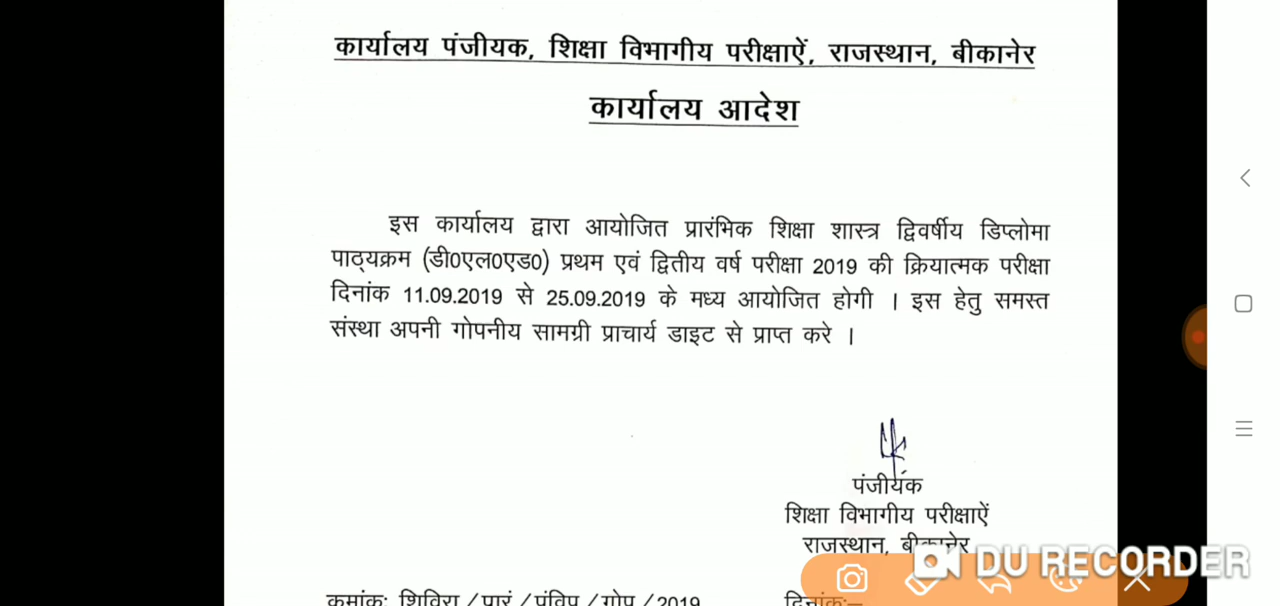 कार्यालय पंजीयक, शिक्षा विभागीय परीक्षाऐं, राजस्थान, बीकानेर
कार्यालय आदेश
इस कार्यालय द्वारा आयोजित प्रारंभिक शिक्षा शास्त्र द्विवर्षीय डिप्लोमा
पाठ्यक्रम (डी0एल0एड0) प्रथम एवं द्वितीय वर्ष परीक्षा 2019 की क्रियात्मक परीक्षा
दिनांक 11.09.2019 से 25.09.2019 के मध्य आयोजित होगी । इस हेतु समस्त
संस्था अपनी गोपनीय सामग्री प्राचार्य डाइट से प्राप्त करे ।
पंजीयंक
शिक्षा विभागीय परीक्षाऐं
राजस्थान, बीकानेर
DU RECORDER
कमांकः शिविरा / पारं / पंविप / गोप / 2019
दिनांकः–